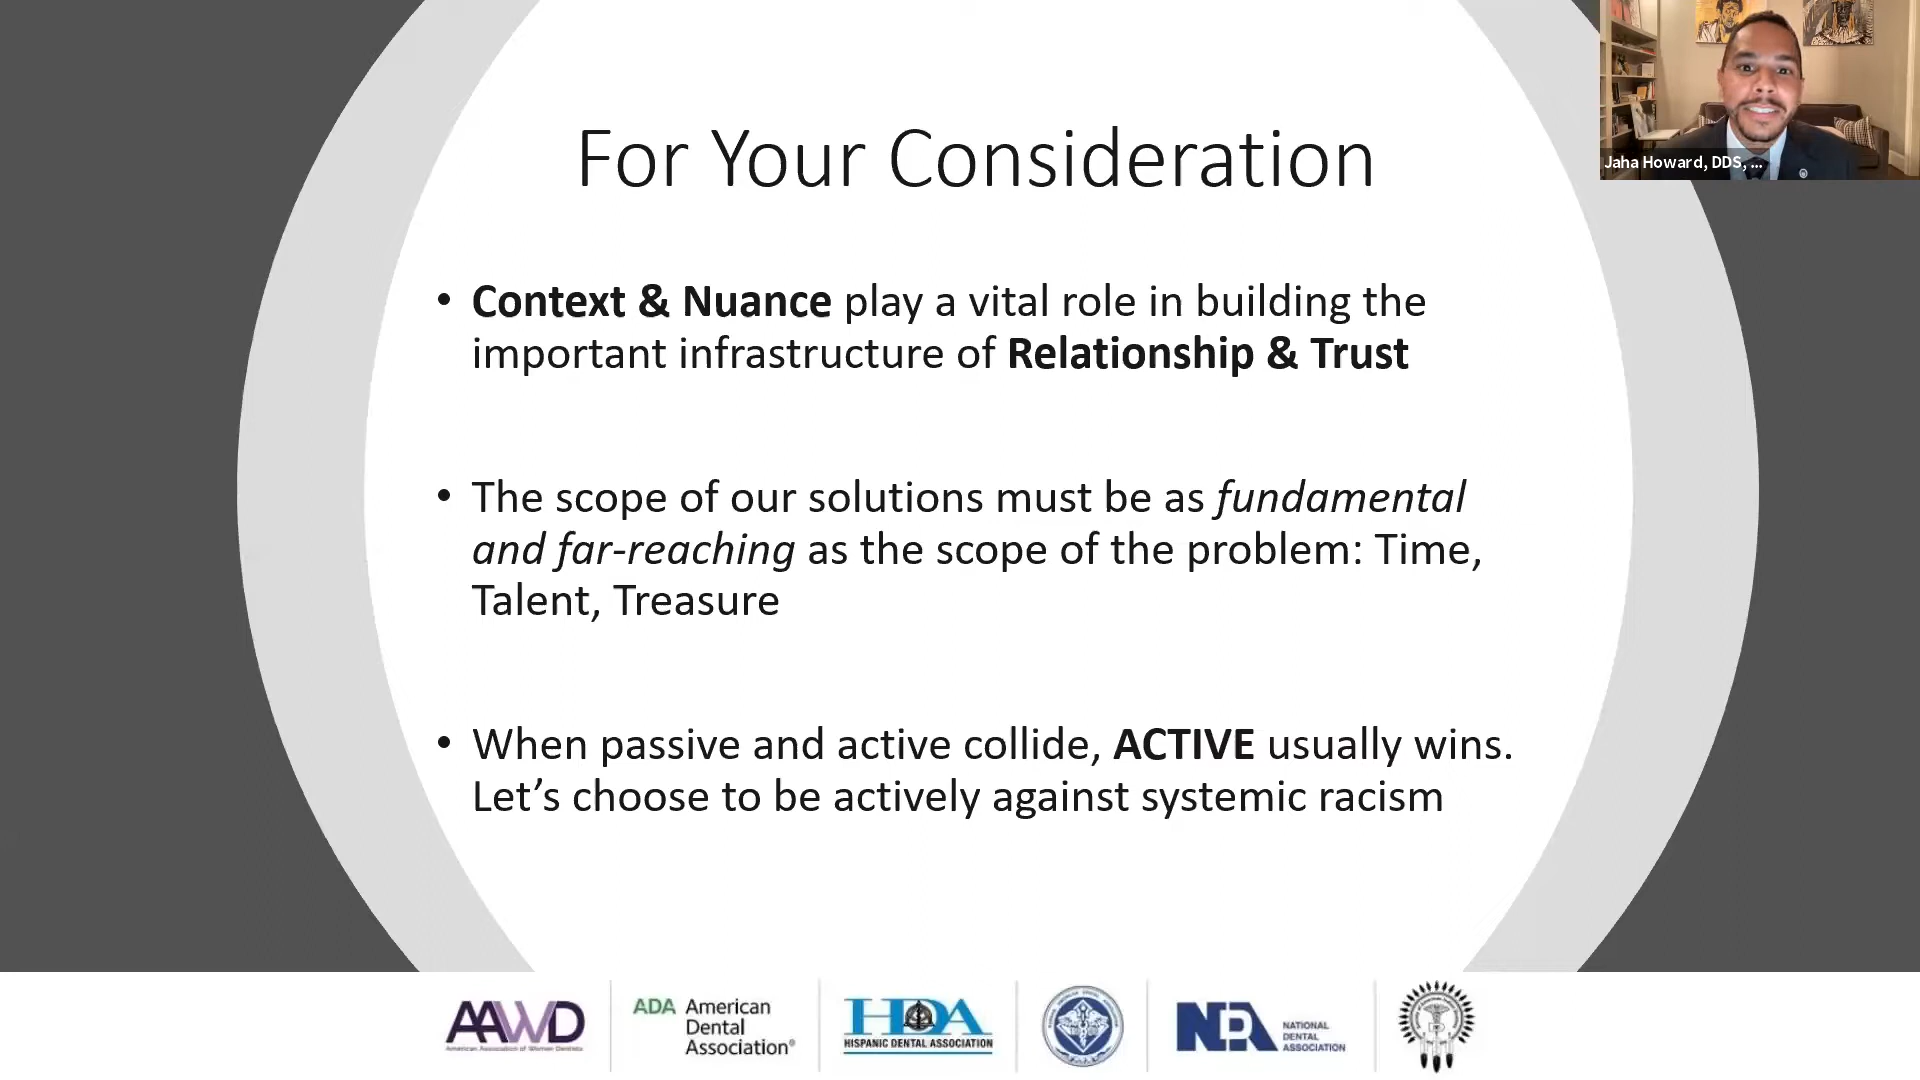 For Your Consideration
Jaha Howard, DDS, ...
• Context & Nuance play a vital role in building the
important infrastructure of Relationship & Trust
• The scope of our solutions must be as fundamental
and far-reaching as the scope of the problem: Time,
Talent, Treasure
• When passive and active collide, ACTIVE usually wins.
Let’s choose to be actively against systemic racism
AAWD
American Association of Women Dentists
ADA American
Dental
Association®
HDA
HISPANIC DENTAL ASSOCIATION
NDA
NATIONAL
DENTAL
ASSOCIATION